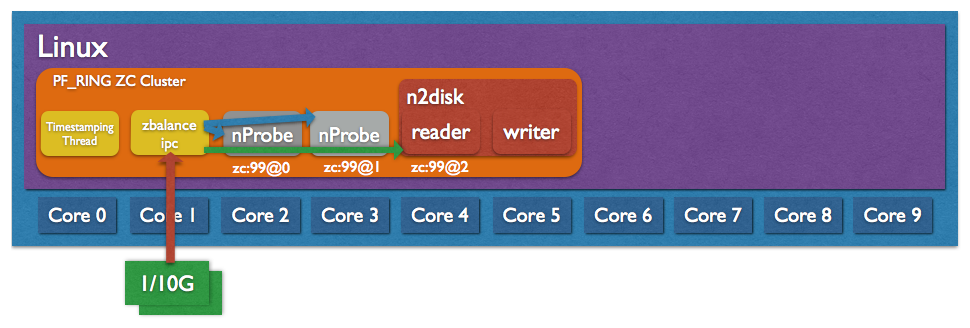 Linux
PF_RING ZC Cluster
n2disk
Timestamping
Thread
zbalance
ipc
nProbe
nProbe
reader
writer
zc:99@0
zc:99@1
zc:99@2
Core 0
Core 1
Core 2
Core 3
Core 4
Core 5
Core 6
Core 7
Core 8
Core 9
1/10G